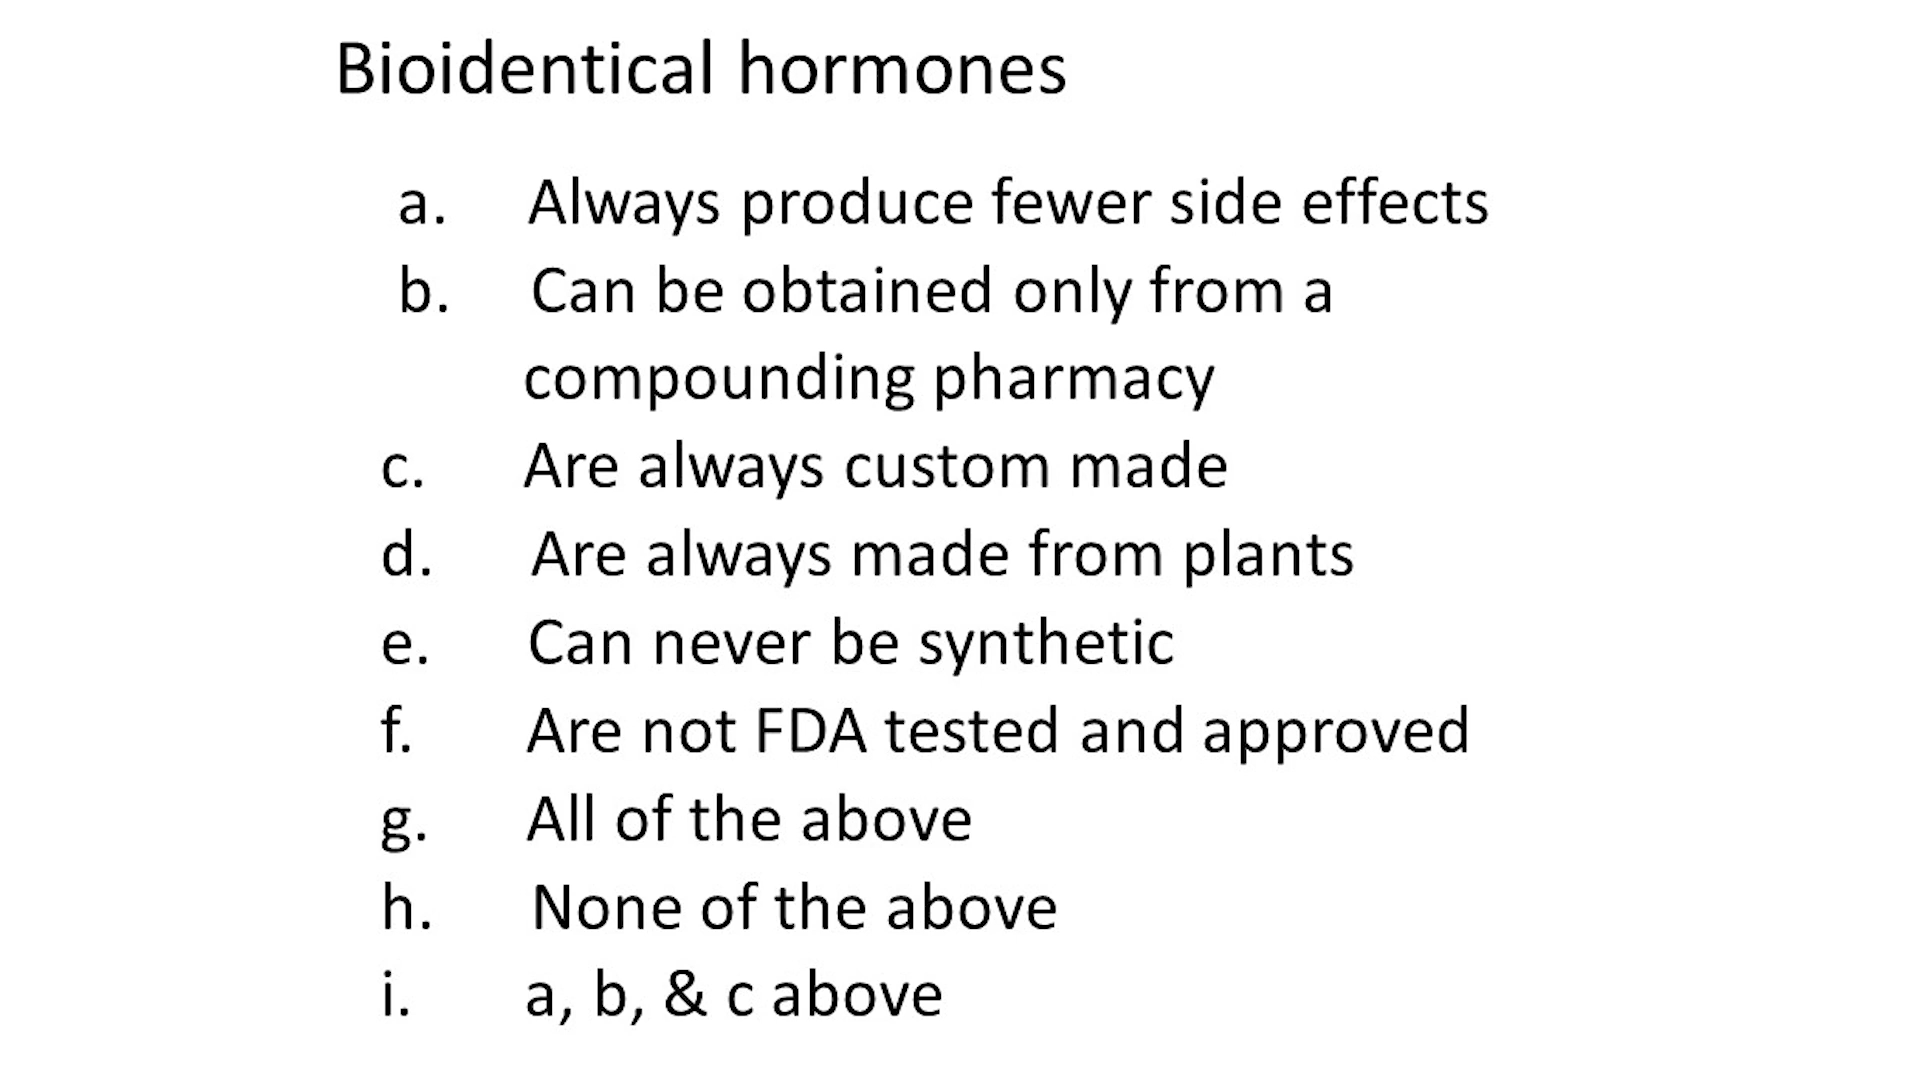 Bioidentical hormones
a. Always produce fewer side effects
b. Can be obtained only from a
compounding pharmacy
c. Are always custom made
d. Are always made from plants
e. Can never be synthetic
f. Are not FDA tested and approved
g. All of the above
h. None of the above
i. a, b, & c above